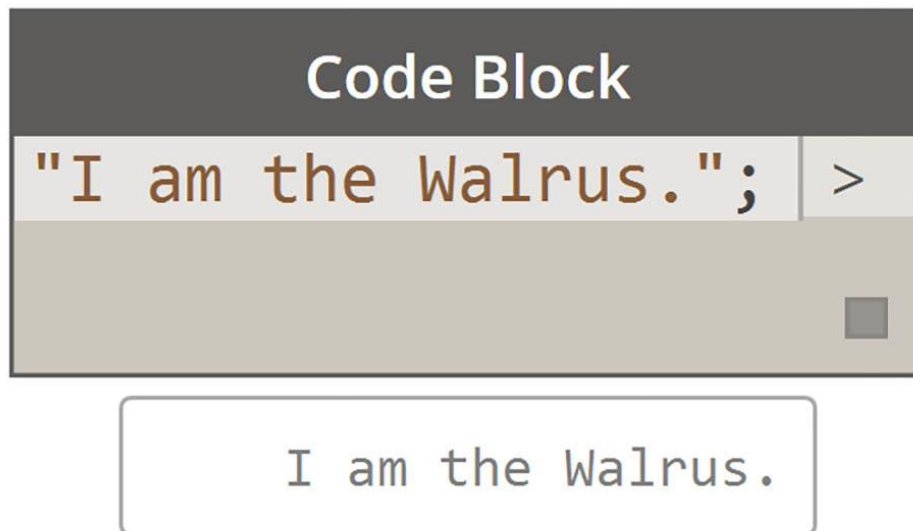 Code Block
"I am the Walrus."; >
I am the Walrus.